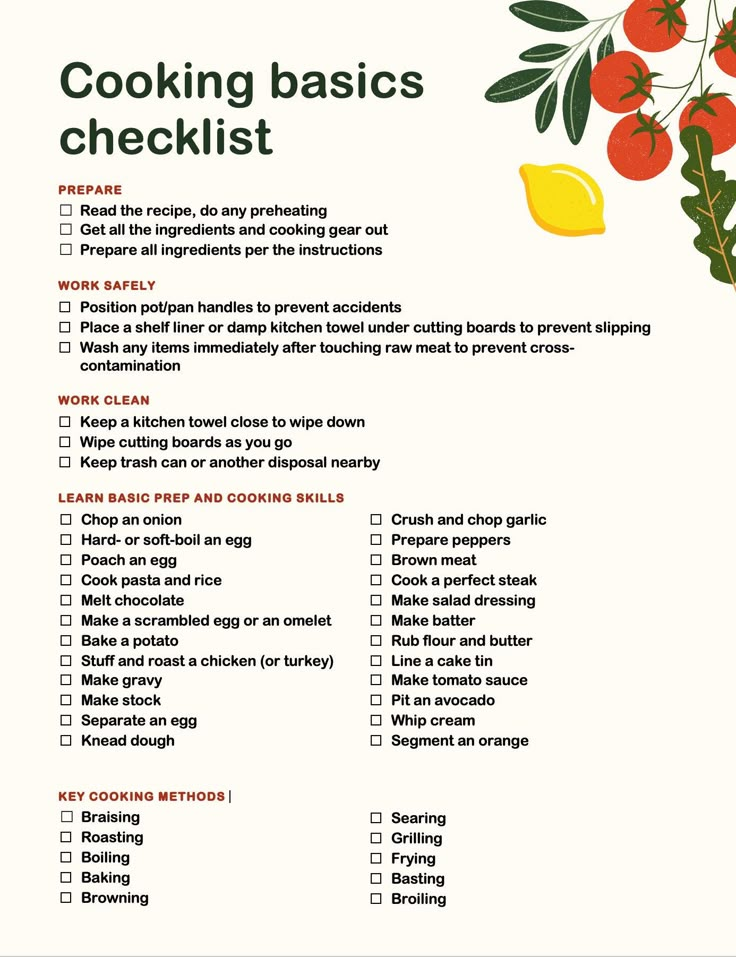 Cooking basics
checklist
PREPARE
☐ Read the recipe, do any preheating
☐ Get all the ingredients and cooking gear out
☐ Prepare all ingredients per the instructions
WORK SAFELY
☐ Position pot/pan handles to prevent accidents
☐ Place a shelf liner or damp kitchen towel under cutting boards to prevent slipping
☐ Wash any items immediately after touching raw meat to prevent cross-
contamination
WORK CLEAN
☐ Keep a kitchen towel close to wipe down
☐ Wipe cutting boards as you go
☐ Keep trash can or another disposal nearby
LEARN BASIC PREP AND COOKING SKILLS
☐ Chop an onion
☐ Hard- or soft-boil an egg
☐ Poach an egg
☐ Cook pasta and rice
☐ Melt chocolate
☐ Make a scrambled egg or an omelet
☐ Bake a potato
☐ Stuff and roast a chicken (or turkey)
☐ Make gravy
☐ Make stock
☐ Separate an egg
☐ Knead dough
☐ Crush and chop garlic
☐ Prepare peppers
☐ Brown meat
☐ Cook a perfect steak
☐ Make salad dressing
☐ Make batter
☐ Rub flour and butter
☐ Line a cake tin
☐ Make tomato sauce
☐ Pit an avocado
☐ Whip cream
☐ Segment an orange
KEY COOKING METHODS
☐ Braising
☐ Roasting
☐ Boiling
☐ Baking
☐ Browning
☐ Searing
☐ Grilling
☐ Frying
☐ Basting
☐ Broiling